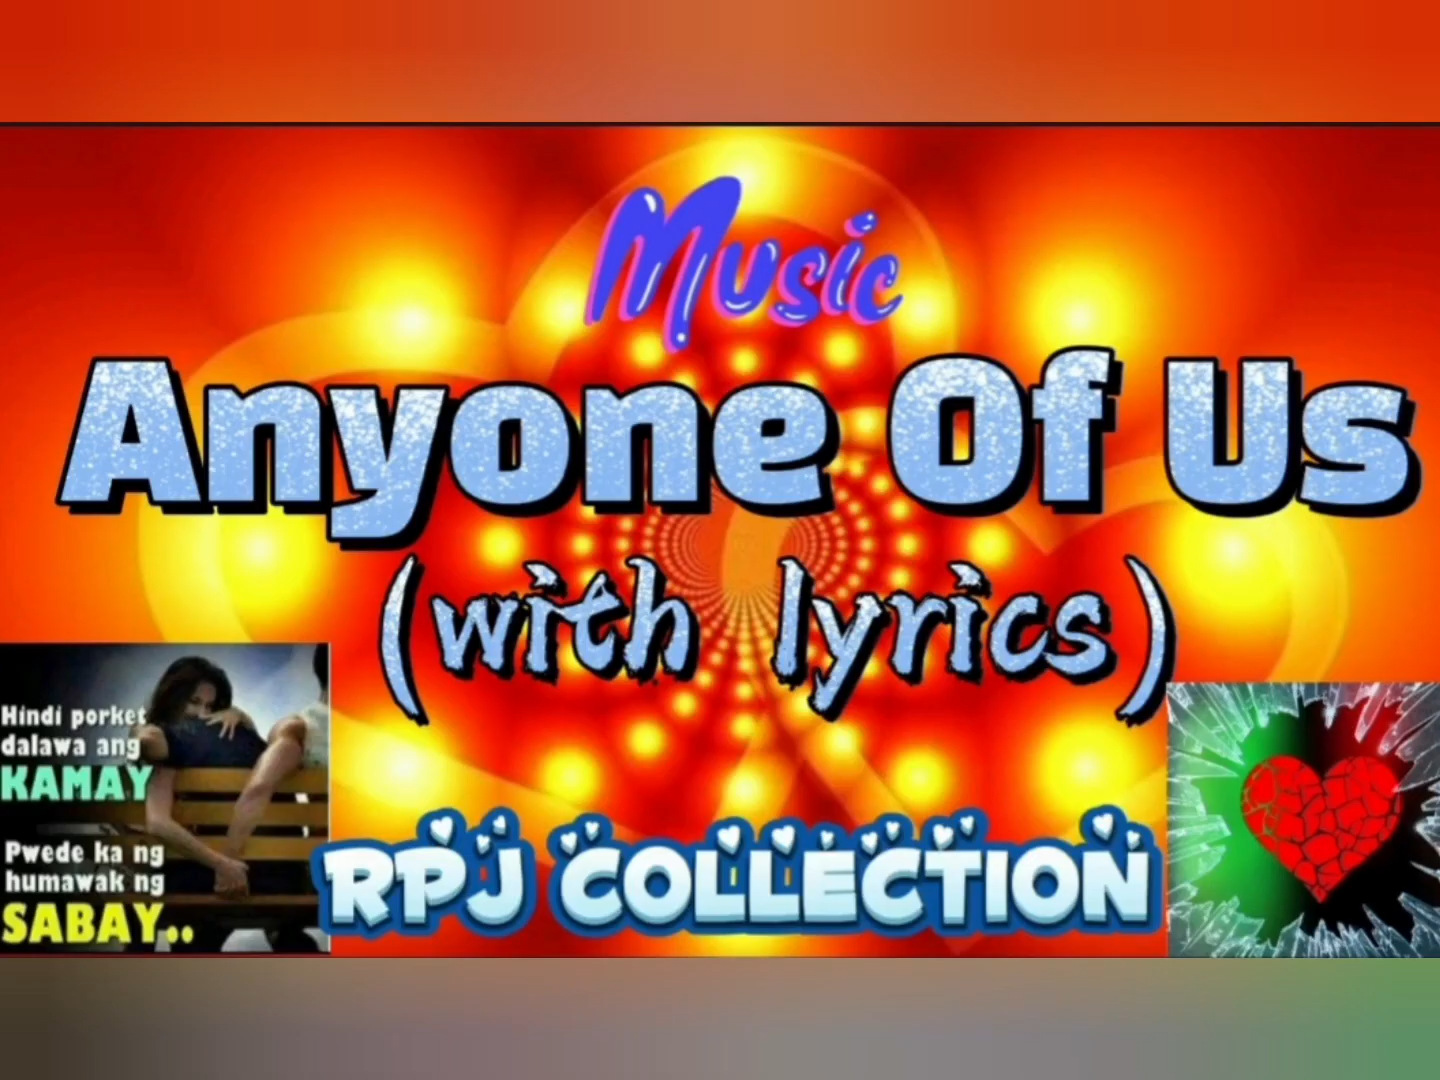 Music
Anyone Of Us
(with lyrics)
Hindi porket
dalawa ang
KAMAY
Pwede ka ng
humawak ng
SABAY..
RPJ COLLECTION